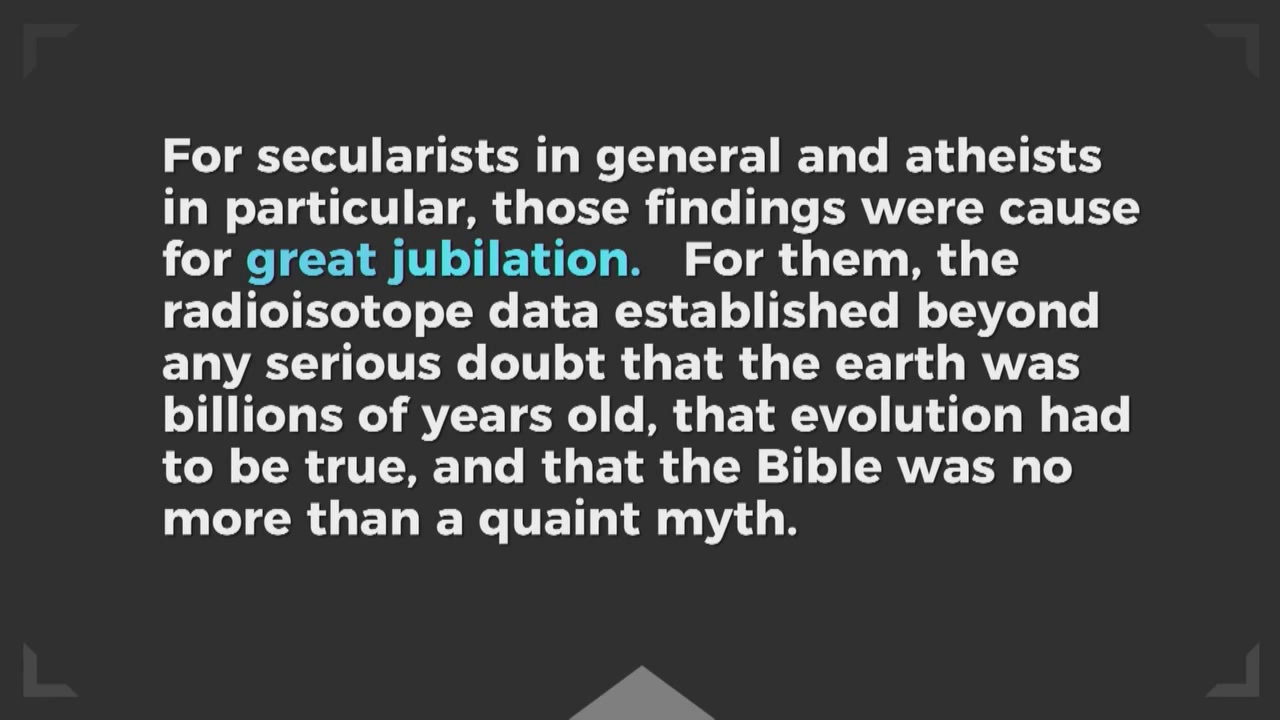 For secularists in general and atheists
in particular, those findings were cause
for great jubilation. For them, the
radioisotope data established beyond
any serious doubt that the earth was
billions of years old, that evolution had
to be true, and that the Bible was no
more than a quaint myth.